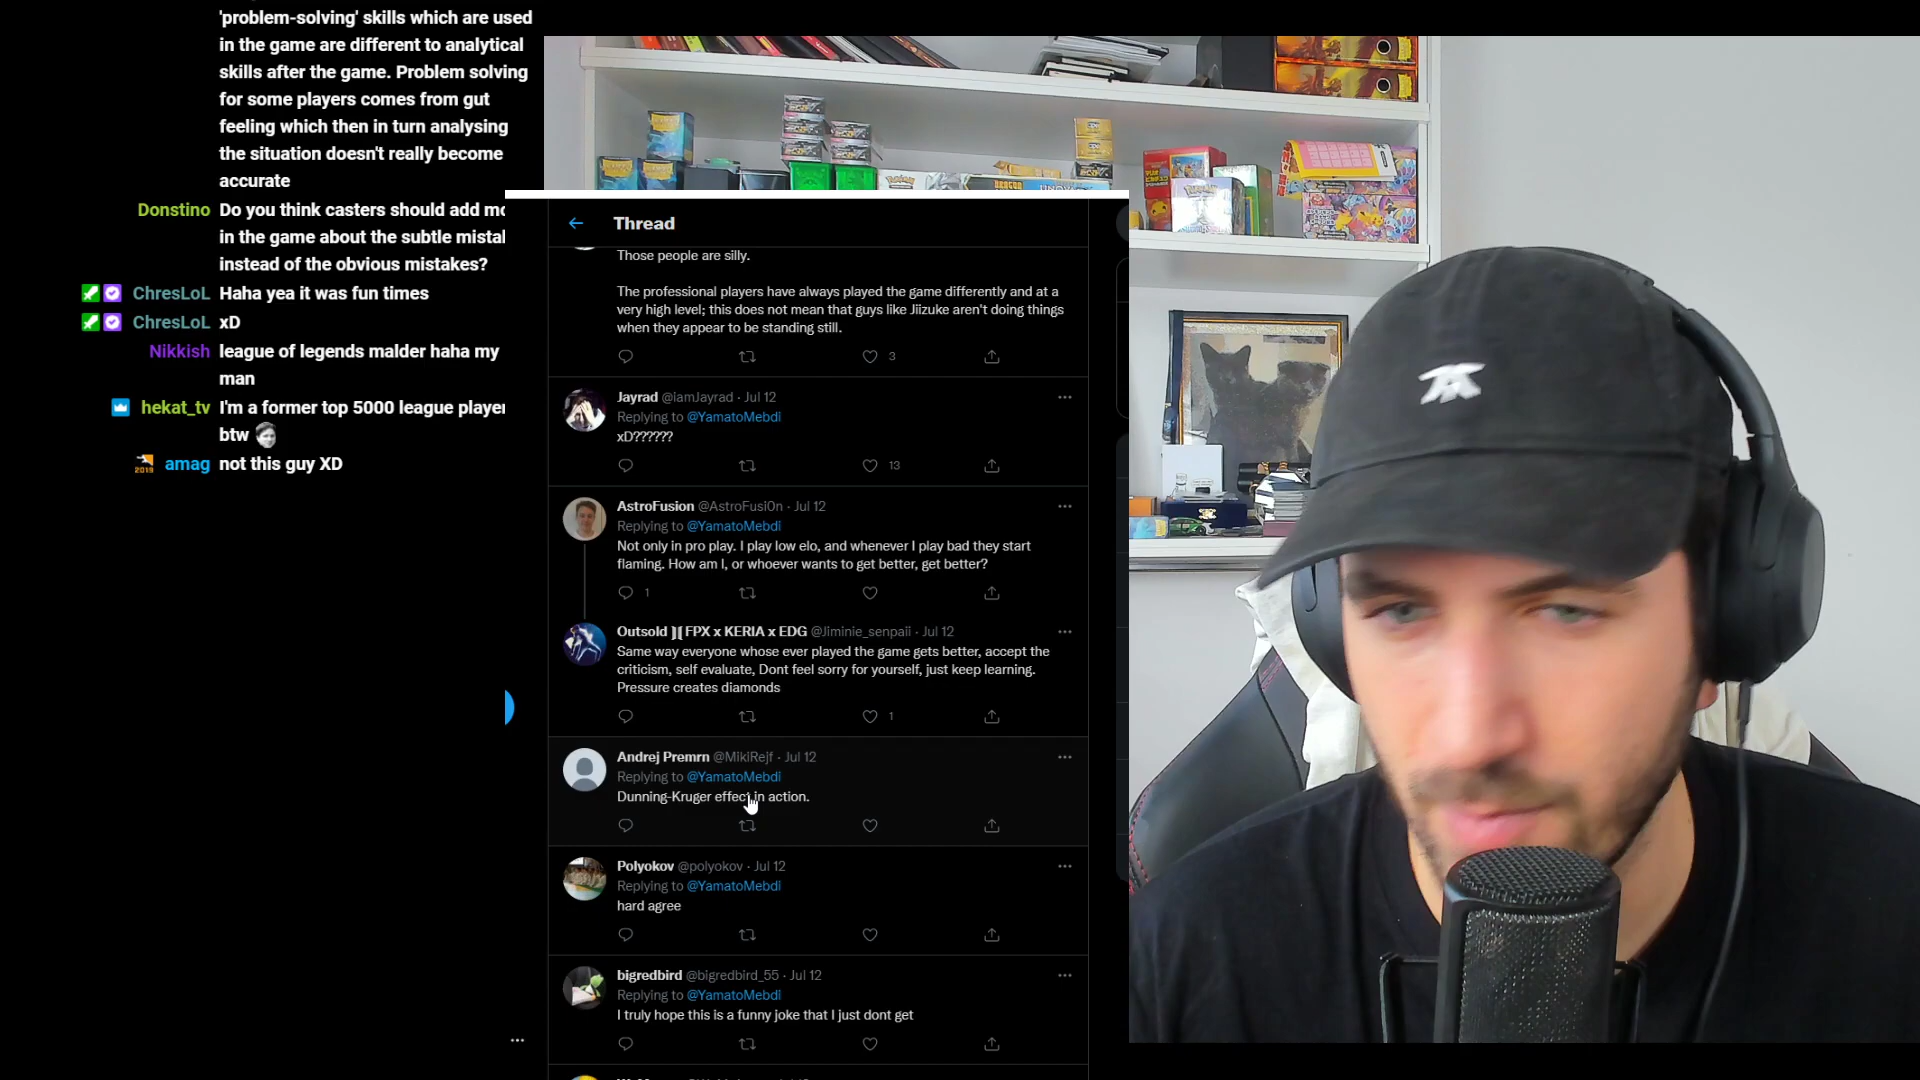 'problem-solving' skills which are used
in the game are different to analytical
skills after the game. Problem solving
for some players comes from gut
feeling which then in turn analysing
the situation doesn't really become
accurate
Donstino Do you think casters should add mo
in the game about the subtle mistal
instead of the obvious mistakes?
ChresLoL Haha yea it was fun times
ChresLoL xD
Nikkish league of legends malder haha my
man
hekat_tv I'm a former top 5000 league player
btw
2019 amag not this guy XD
Thread
Those people are silly.
The professional players have always played the game differently and at a
very high level; this does not mean that guys like Jiizuke aren't doing things
when they appear to be standing still.
3
Jayrad @iamJayrad · Jul 12
Replying to @YamatoMebdi
xD??????
13
AstroFusion @AstroFusi0n · Jul 12
Replying to @YamatoMebdi
Not only in pro play. I play low elo, and whenever I play bad they start
flaming. How am I, or whoever wants to get better, get better?
1
Outsold ][ FPX x KERIA x EDG @Jiminie_senpaii · Jul 12
Same way everyone whose ever played the game gets better, accept the
criticism, self evaluate, Dont feel sorry for yourself, just keep learning.
Pressure creates diamonds
1
Andrej Premrn @MikiRejf · Jul 12
Replying to @YamatoMebdi
Dunning-Kruger effect in action.
Polyokov @polyokov · Jul 12
Replying to @YamatoMebdi
hard agree
bigredbird @bigredbird_55 · Jul 12
Replying to @YamatoMebdi
I truly hope this is a funny joke that I just dont get